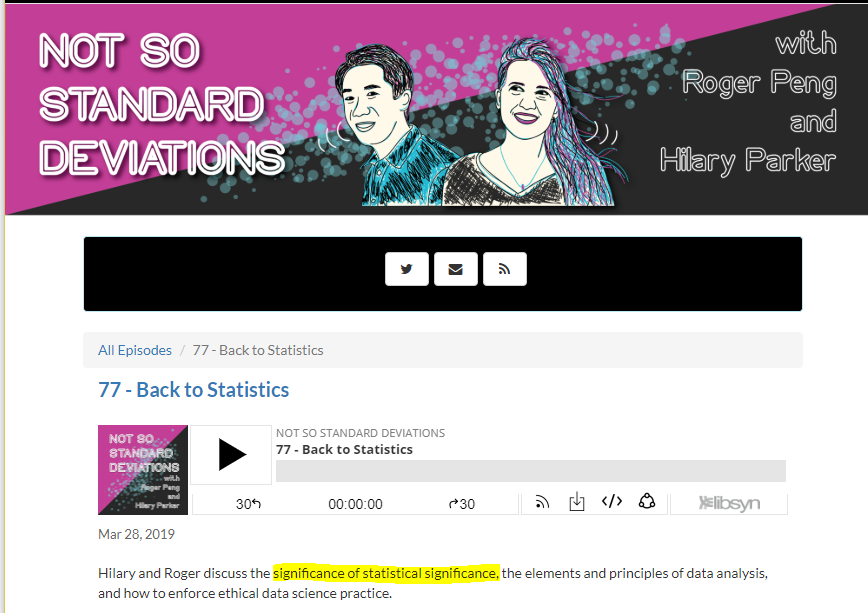 NOT SO
STANDARD
DEVIATIONS
with
Roger Peng
and
Hilary Parker
All Episodes / 77 - Back to Statistics
77 - Back to Statistics
NOT SO
STANDARD
DEVIATIONS
with
Roger Peng
and
Hilary Parker
NOT SO STANDARD DEVIATIONS
77 - Back to Statistics
30 00:00:00 30
libsyn
Mar 28, 2019
Hilary and Roger discuss the significance of statistical significance, the elements and principles of data analysis,
and how to enforce ethical data science practice.